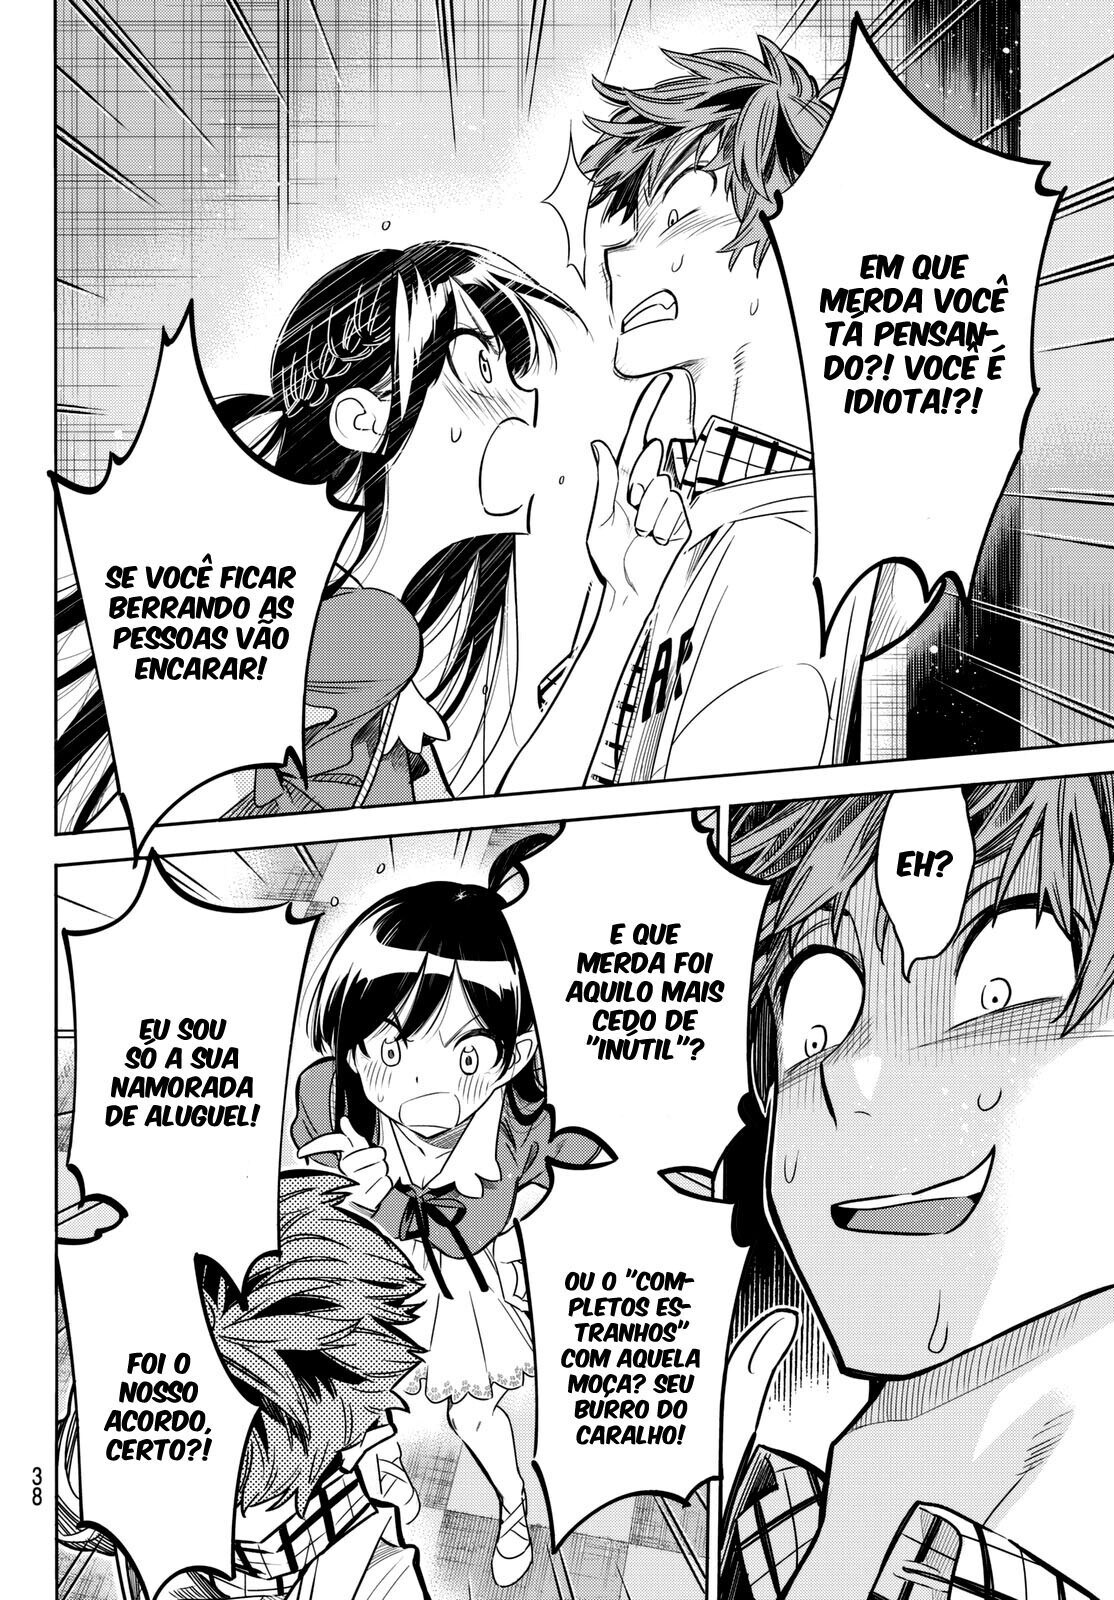 EM QUE
MERDA VOCÊ
TÁ PENSAN-
DO?! VOCÊ É
IDIOTA!?!
SE VOCÊ FICAR
BERRANDO AS
PESSOAS VÃO
ENCARAR!
EH?
E QUE
MERDA FOI
AQUILO MAIS
CEDO DE
"INÚTIL"?
OU O "COM-
PLETOS ES-
TRANHOS"
COM AQUELA
MOÇA? SEU
BURRO DO
CARALHO!
EU SOU
SÓ A SUA
NAMORADA
DE ALUGUEL!
FOI O
NOSSO
ACORDO,
CERTO?!
38